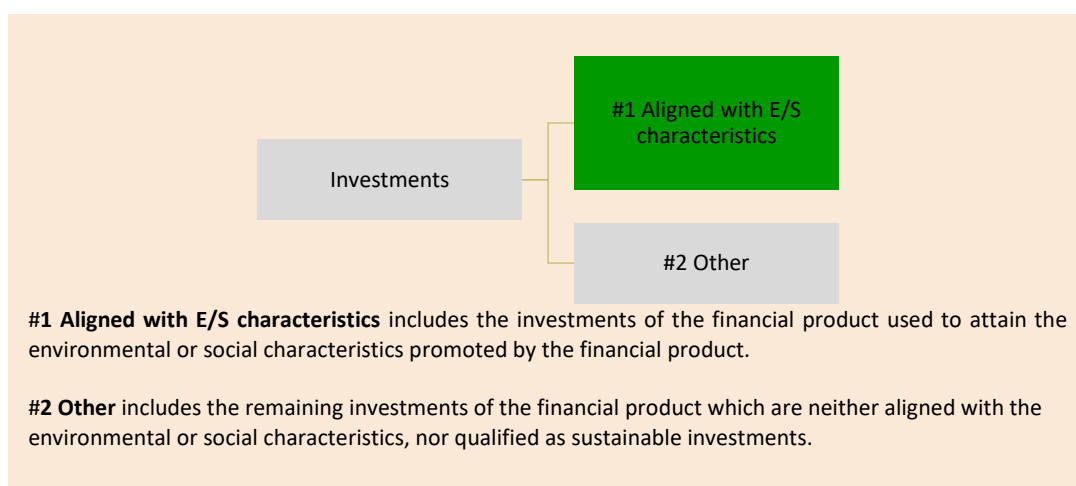 #1 Aligned with E/S
characteristics
Investments
#2 Other
#1 Aligned with E/S characteristics includes the investments of the financial product used to attain the
environmental or social characteristics promoted by the financial product.
#2 Other includes the remaining investments of the financial product which are neither aligned with the
environmental or social characteristics, nor qualified as sustainable investments.